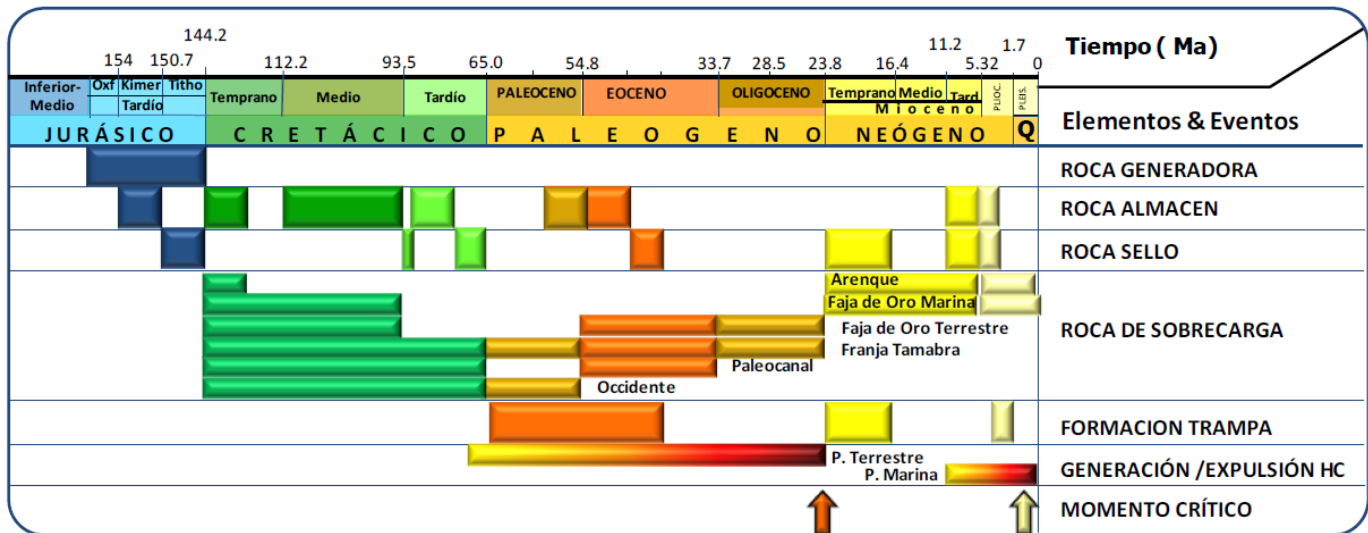 144.2
154 150.7 112.2 93.5 65.0 54.8 33.7 28.5 23.8 16.4 11.2 5.32 1.7 0
Tiempo ( Ma)
Inferior-Medio Oxf Kimer Titho
Tardío
Temprano Medio Tardío PALEOCENO EOCENO OLIGOCENO Temprano Medio Tard PLIOC. PLEIS.
Mioceno
JURÁSICO CRETÁCICO PALEOGENO NEÓGENO Q
Elementos & Eventos
ROCA GENERADORA
ROCA ALMACEN
ROCA SELLO
Arenque
Faja de Oro Marina
Faja de Oro Terrestre
ROCA DE SOBRECARGA
Franja Tamabra
Paleocanal
Occidente
FORMACION TRAMPA
P. Terrestre
P. Marina
GENERACIÓN /EXPULSIÓN HC
MOMENTO CRÍTICO